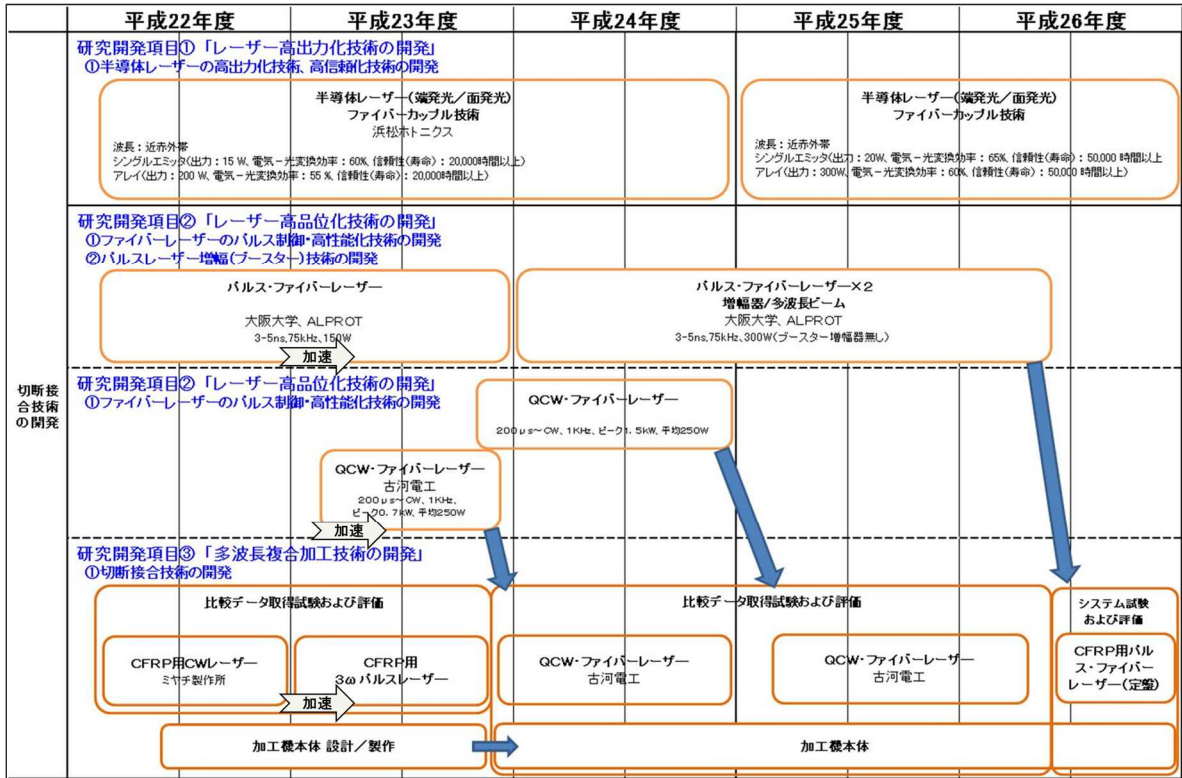 平成22年度
平成23年度
平成24年度
平成25年度
平成26年度
切断接
合技術
の開発
研究開発項目①「レーザー高出力化技術の開発」
①半導体レーザーの高出力化技術、高信頼化技術の開発
半導体レーザー(端発光／面発光)
ファイバーカップル技術
浜松ホトニクス
波長：近赤外帯
シングルエミッタ(出力：15 W、電気－光変換効率：60%、信頼性(寿命)：20,000時間以上)
アレイ(出力：200 W、電気－光変換効率：55 %、信頼性(寿命)：20,000時間以上)
半導体レーザー(端発光／面発光)
ファイバーカップル技術
波長：近赤外帯
シングルエミッタ(出力：20W、電気－光変換効率：65%、信頼性(寿命)：50,000 時間以上
アレイ(出力：300W、電気－光変換効率：60%、信頼性(寿命)：50,000 時間以上)
研究開発項目②「レーザー高品位化技術の開発」
①ファイバーレーザーのパルス制御・高性能化技術の開発
②パルスレーザー増幅(ブースター)技術の開発
パルス・ファイバーレーザー
大阪大学、ALPROT
3-5ns,75kHz、150W
加速
パルス・ファイバーレーザー×2
増幅器/多波長ビーム
大阪大学、ALPROT
3-5ns,75kHz、300W(ブースター増幅器無し)
研究開発項目②「レーザー高品位化技術の開発」
①ファイバーレーザーのパルス制御・高性能化技術の開発
QCW・ファイバーレーザー
200μs～CW、1KHz、ピーク1.5kW、平均250W
QCW・ファイバーレーザー
古河電工
200μs～CW、1KHz、
ピーク0.7kW、平均250W
加速
研究開発項目③「多波長複合加工技術の開発」
①切断接合技術の開発
比較データ取得試験および評価
CFRP用CWレーザー
ミヤチ製作所
CFRP用
3ωパルスレーザー
加速
比較データ取得試験および評価
QCW・ファイバーレーザー
古河電工
QCW・ファイバーレーザー
古河電工
システム試験
および評価
CFRP用パル
ス・ファイバー
レーザー(定盤)
加工機本体 設計／製作
加工機本体